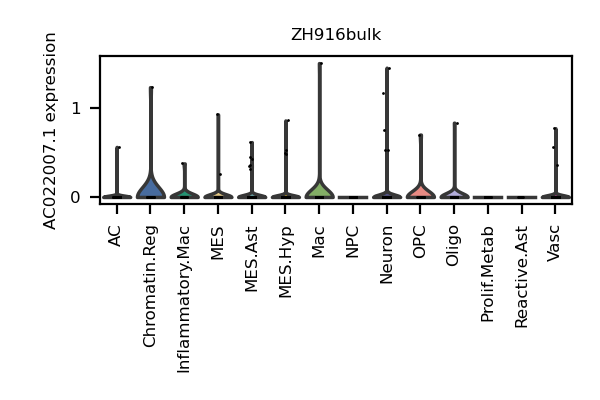 ZH916bulk
AC022007.1 expression
1
0
AC
Chromatin.Reg
Inflammatory.Mac
MES
MES.Ast
MES.Hyp
Mac
NPC
Neuron
OPC
Oligo
Prolif.Metab
Reactive.Ast
Vasc